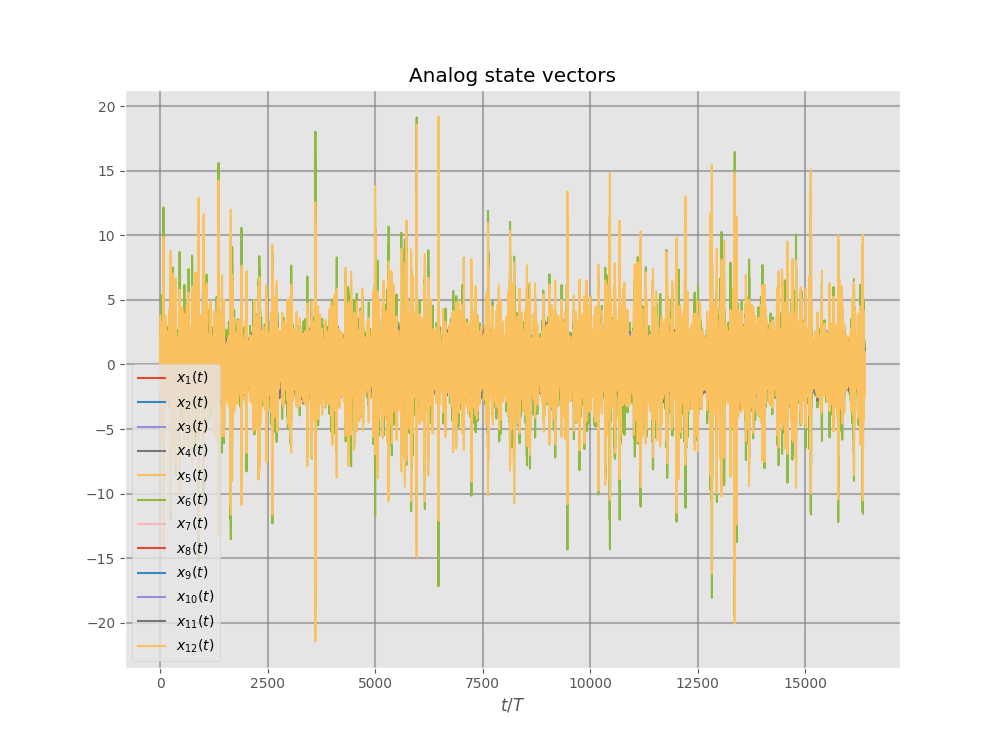 Analog state vectors
20
15
10
5
0
−5
−10
−15
−20
x₁(t)
x₂(t)
x₃(t)
x₄(t)
x₅(t)
x₆(t)
x₇(t)
x₈(t)
x₉(t)
x₁₀(t)
x₁₁(t)
x₁₂(t)
0 2500 5000 7500 10000 12500 15000
t/T